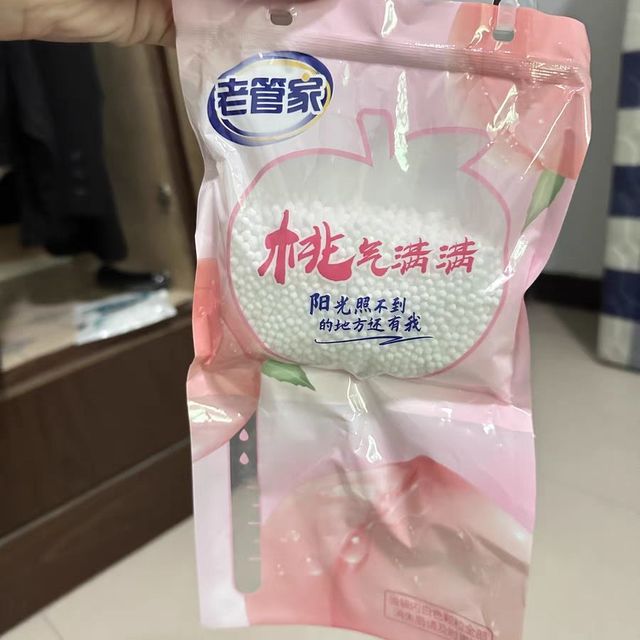 老管家
桃气满满
阳光照不到
的地方还有我